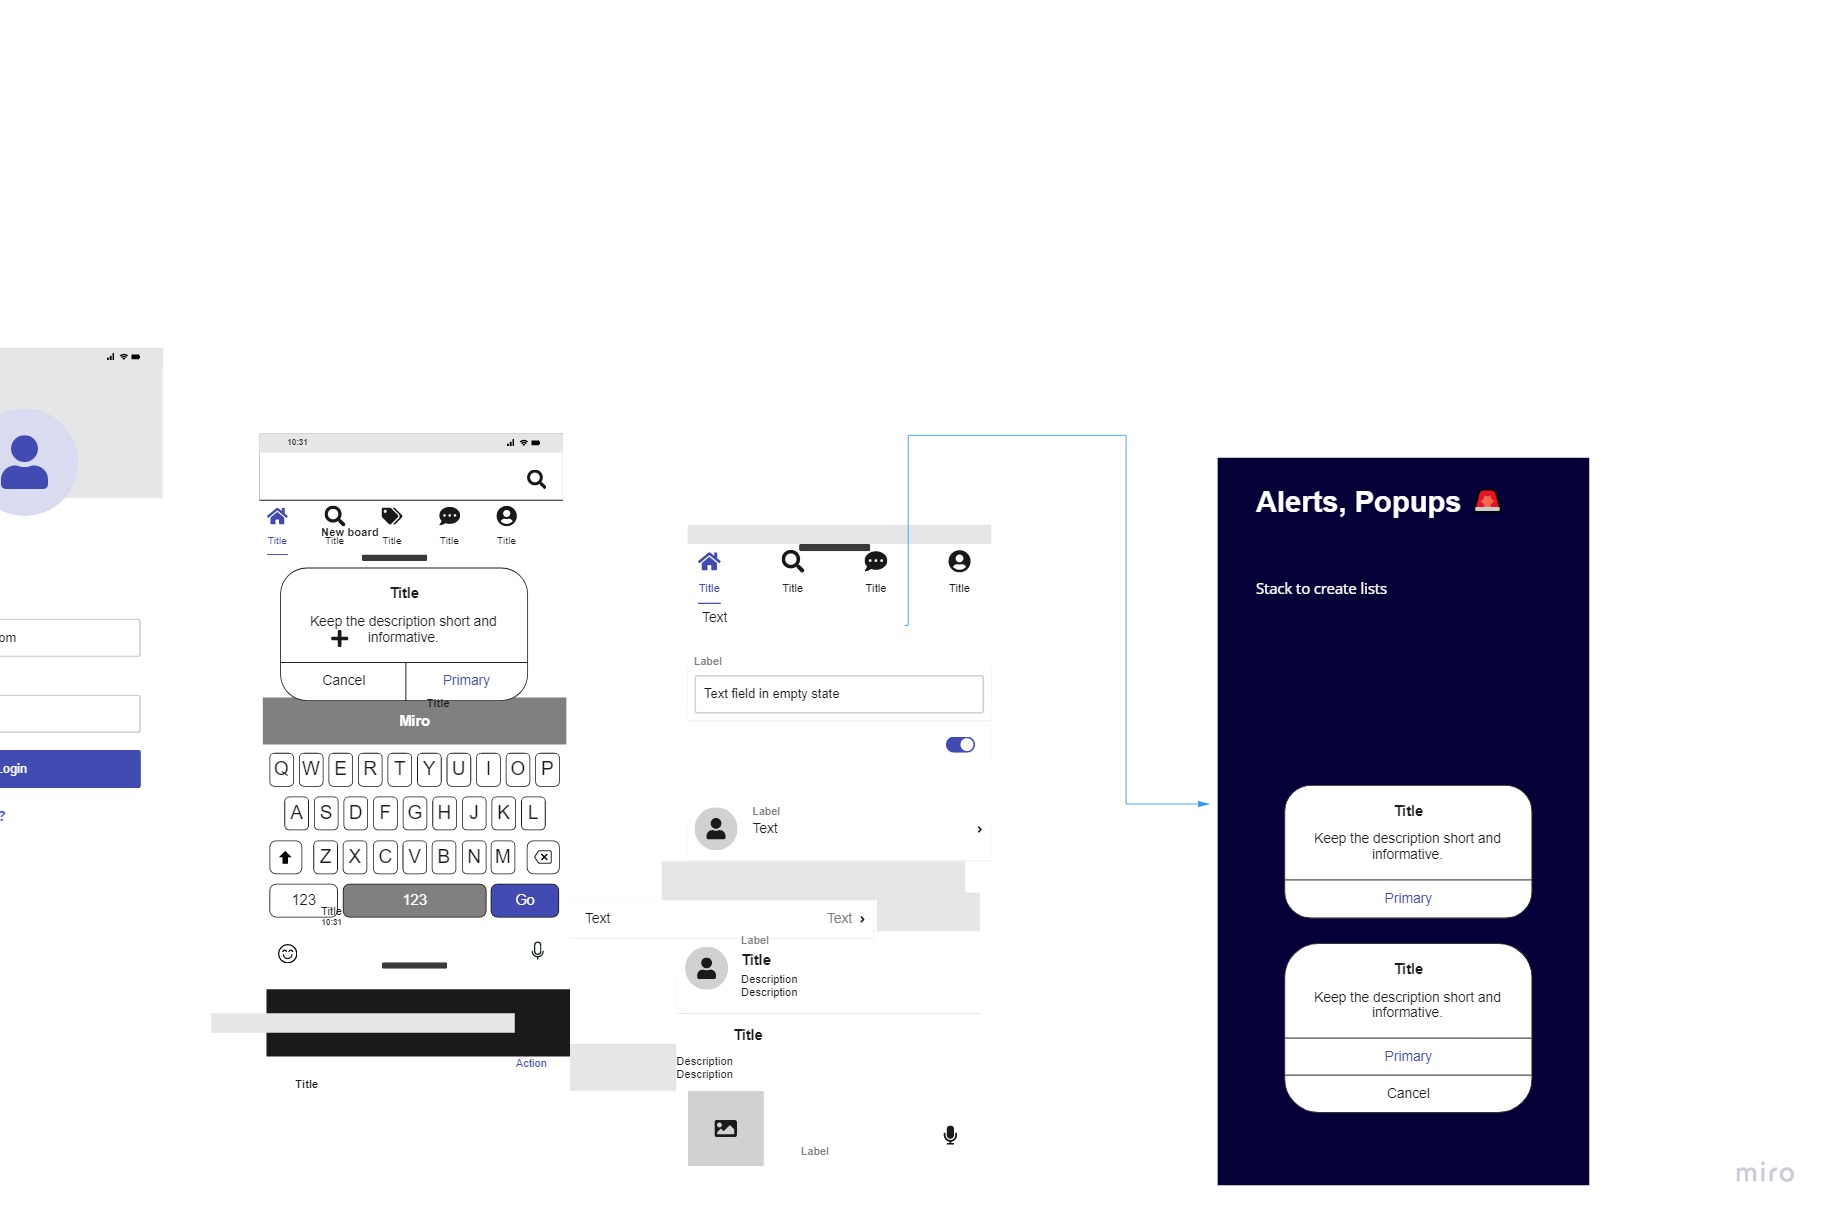 om
Login
?
10:31
New board
Title
Title
Title
Title
Title
Title
Keep the description short and
informative.
Cancel
Primary
Title
Miro
Q W E R T Y U I O P
A S D F G H J K L
Z X C V B N M
123
123
Go
Title
10:31
Action
Title
Title
Title
Title
Title
Text
Label
Text field in empty state
Label
Text
Text
Text
Label
Title
Description
Description
Title
Description
Description
Label
Alerts, Popups
Stack to create lists
Title
Keep the description short and
informative.
Primary
Title
Keep the description short and
informative.
Primary
Cancel
miro